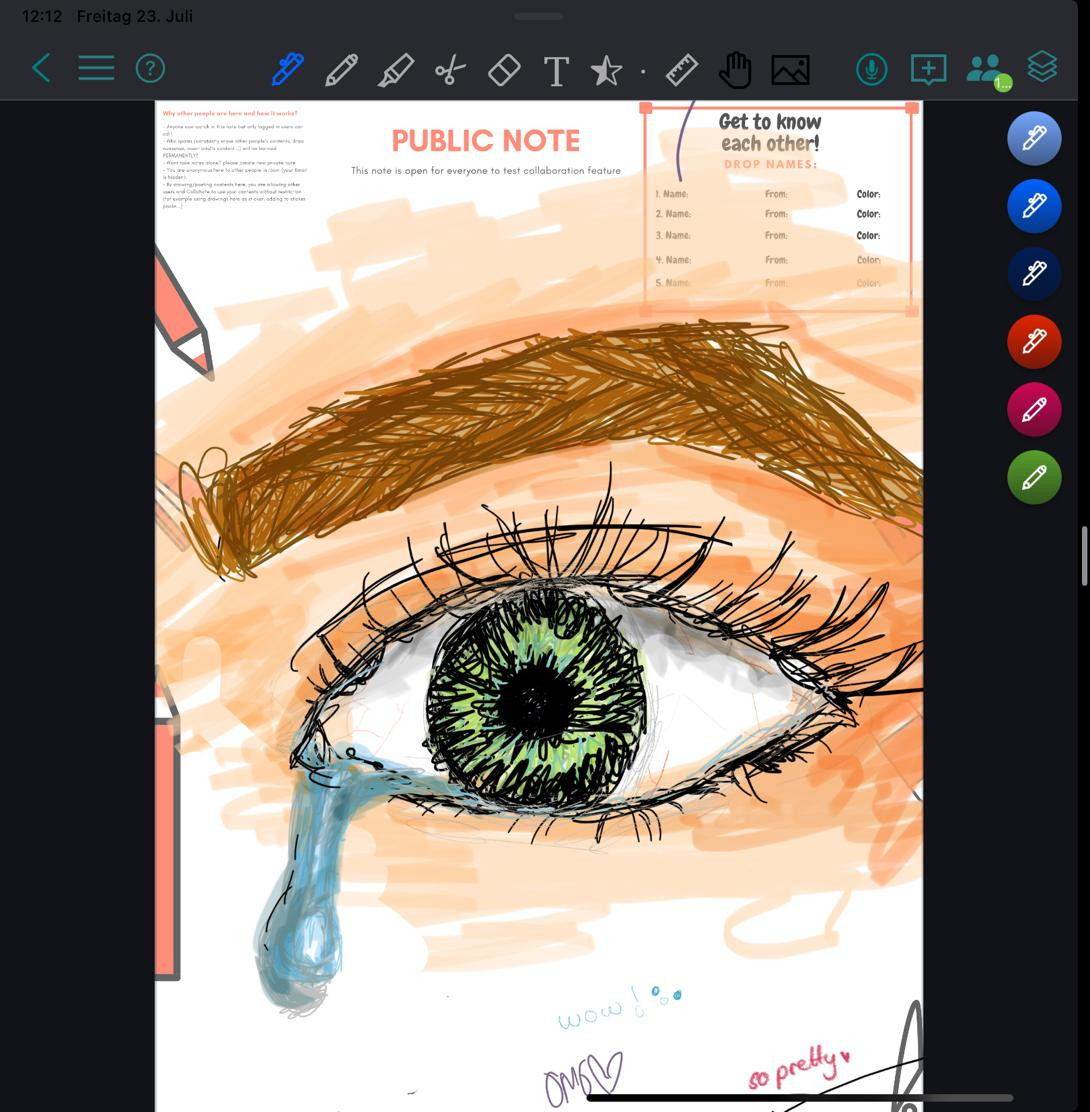 12:12 Freitag 23. Juli
T
1...
Why other people are here and how it works?
- Anyone can scratch in this note but only logged in users can
edit.
- Who spams (constantly erase other people's contents, draw
nonsense, insert adult's content ...) will be banned
PERMANENTLY!
- Want take notes alone? please create new private note
- You are anonymous here to other people in room (your Email
is hidden).
- By drawing/pasting contents here, you are allowing other
users and CollaNote to use your contents without restriction
(for example using drawings here as sticker, adding to sticker
packs...)
PUBLIC NOTE
This note is open for everyone to test collaboration feature
Get to know
each other!
DROP NAMES:
1. Name: From: Color:
2. Name: From: Color:
3. Name: From: Color:
4. Name: From: Color:
5. Name: From: Color:
wow!
OMG
so pretty